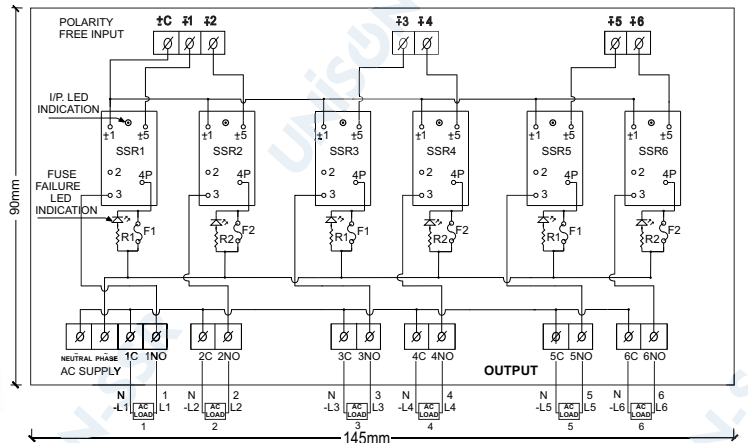 POLARITY
FREE INPUT
±C ∓1 ∓2
∓3 ∓4
∓5 ∓6
I/P. LED
INDICATION
±1 ±5
±1 ±5
±1 ±5
±1 ±5
±1 ±5
±1 ±5
SSR1
SSR2
SSR3
SSR4
SSR5
SSR6
2 4P
2 4P
2 4P
2 4P
2 4P
2 4P
3
3
3
3
3
3
FUSE
FAILURE
LED
INDICATION
R1 F1
R2 F2
R1 F1
R2 F2
R1 F1
R2 F2
90mm
NEUTRAL PHASE
AC SUPPLY
1C 1NO
2C 2NO
3C 3NO
4C 4NO
5C 5NO
6C 6NO
OUTPUT
N 1
-L1 AC LOAD L1
1
N 2
-L2 AC LOAD L2
2
N 3
-L3 AC LOAD L3
3
N 4
-L4 AC LOAD L4
4
N 5
-L5 AC LOAD L5
5
N 6
-L6 AC LOAD L6
6
145mm
UNiSON
N-SSR